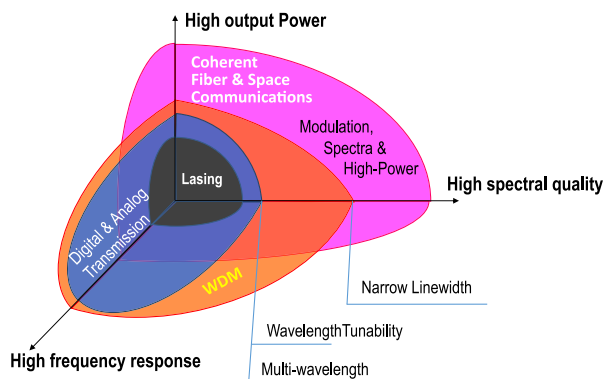 High output Power
Coherent
Fiber & Space
Communications
Modulation,
Spectra &
High-Power
Lasing
High spectral quality
Digital & Analog
Transmission
WDM
Narrow Linewidth
WavelengthTunability
High frequency response
Multi-wavelength